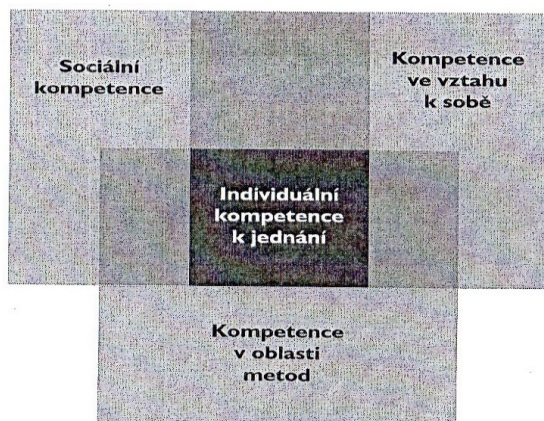 Sociální
kompetence
Kompetence
ve vztahu
k sobě
Individuální
kompetence
k jednání
Kompetence
v oblasti
metod